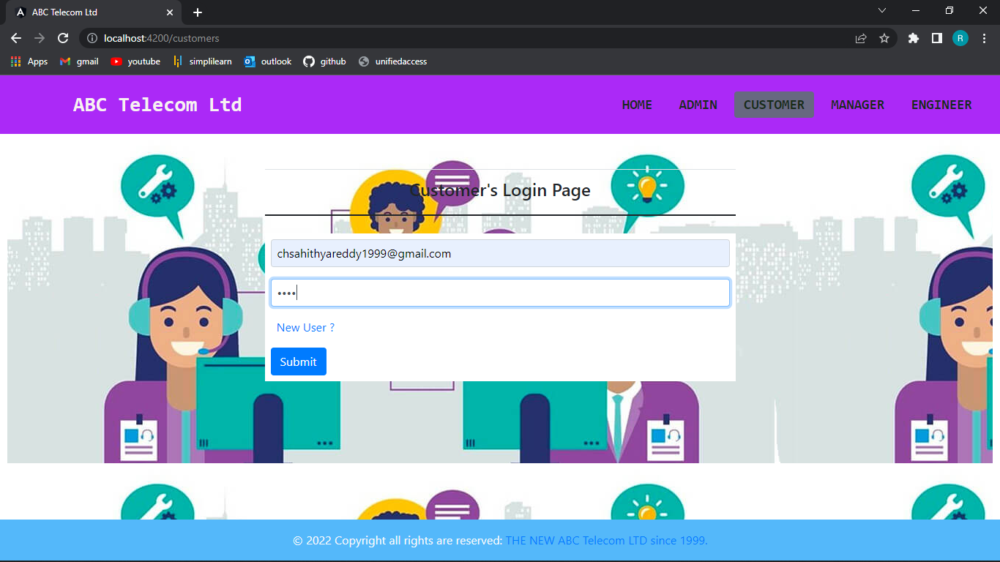 ABC Telecom Ltd
localhost:4200/customers
R
Apps gmail youtube simplilearn outlook github unifiedaccess
ABC Telecom Ltd HOME ADMIN CUSTOMER MANAGER ENGINEER
Customer's Login Page
chsahithyareddy1999@gmail.com
••••
New User ?
Submit
© 2022 Copyright all rights are reserved: THE NEW ABC Telecom LTD since 1999.